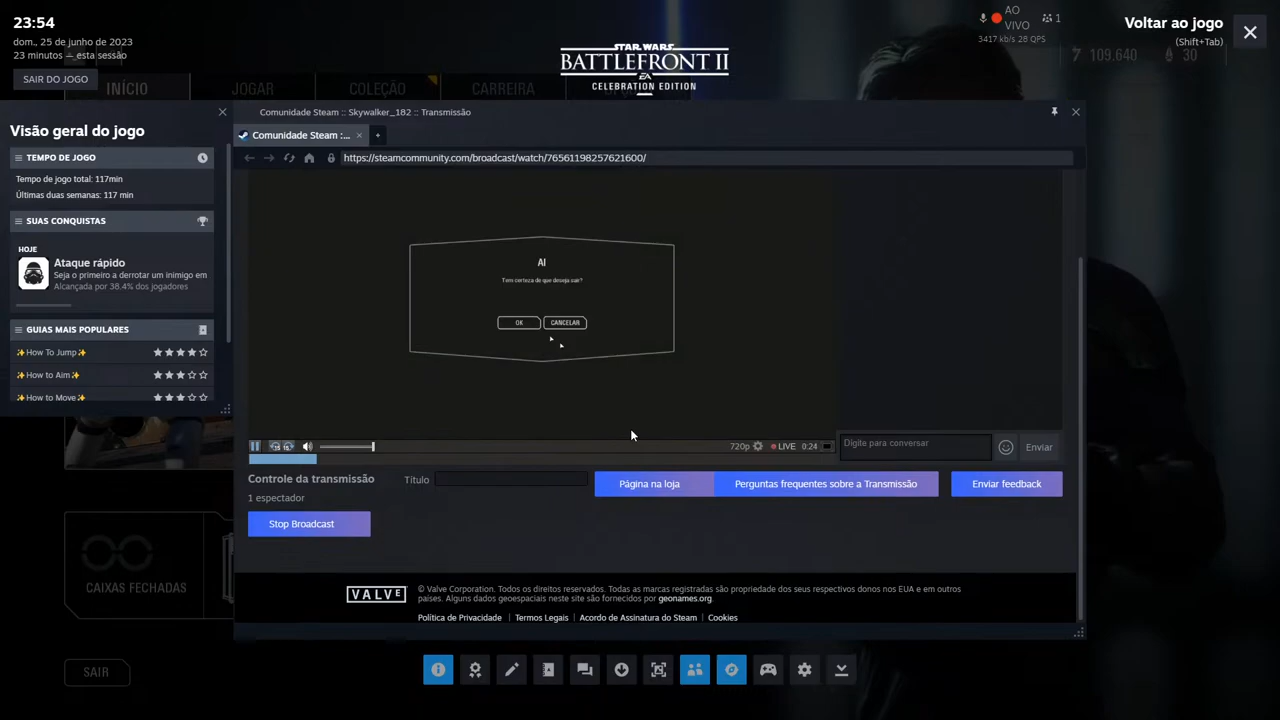 23:54
dom., 25 de junho de 2023
23 minutos — esta sessão
SAIR DO JOGO
AO
VIVO
1
3417 kb/s 28 QPS
Voltar ao jogo
(Shift+Tab)
109.640
30
STAR WARS
BATTLEFRONT II
EA
CELEBRATION EDITION
INÍCIO
JOGAR
COLEÇÃO
CARREIRA
Comunidade Steam :: Skywalker_182 :: Transmissão
Comunidade Steam :...
https://steamcommunity.com/broadcast/watch/76561198257621600/
Visão geral do jogo
TEMPO DE JOGO
Tempo de jogo total: 117min
Últimas duas semanas: 117 min
SUAS CONQUISTAS
HOJE
Ataque rápido
Seja o primeiro a derrotar um inimigo em
Alcançada por 38.4% dos jogadores
GUIAS MAIS POPULARES
✨How To Jump✨ ★★★★☆
✨How to Aim✨ ★★★☆☆
✨How to Move✨ ★★★☆☆
AI
Tem certeza de que deseja sair?
OK
CANCELAR
15 15
720p
LIVE 0:24
Digite para conversar
Enviar
Controle da transmissão
1 espectador
Título
Página na loja
Perguntas frequentes sobre a Transmissão
Enviar feedback
Stop Broadcast
VALVE
© Valve Corporation. Todos os direitos reservados. Todas as marcas registradas são propriedade dos seus respectivos donos nos EUA e em outros
países. Alguns dados geoespaciais neste site são fornecidos por geonames.org.
Política de Privacidade | Termos Legais | Acordo de Assinatura do Steam | Cookies
CAIXAS FECHADAS
SAIR